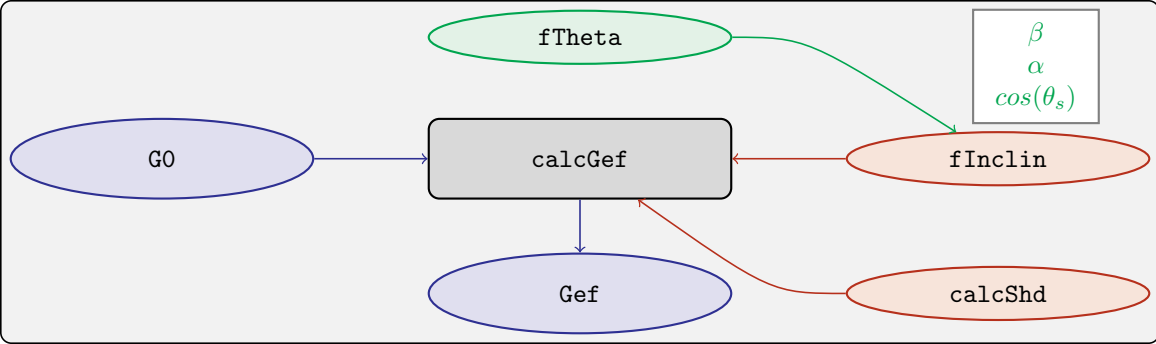 fTheta
β
α
cos(θₛ)
G0
calcGef
fInclin
Gef
calcShd